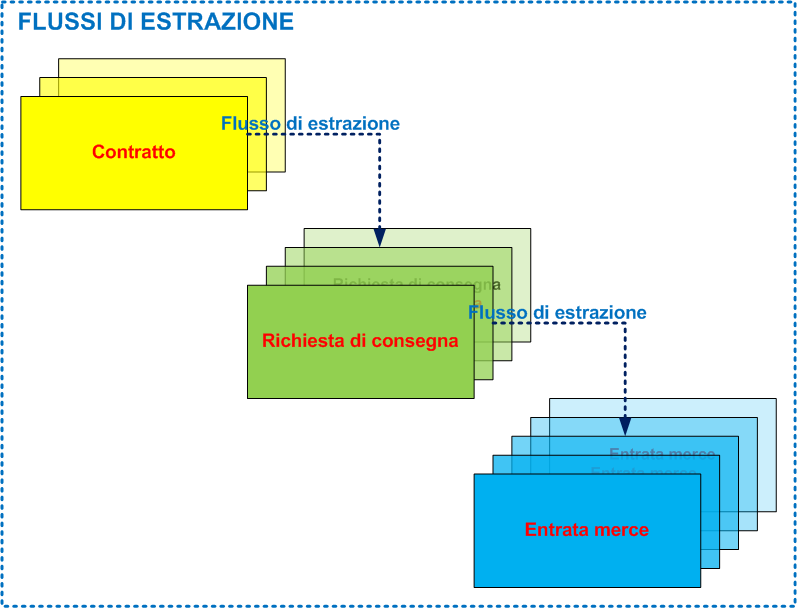 FLUSSI DI ESTRAZIONE
Flusso di estrazione
Contratto
Richiesta di consegna
Flusso di estrazione
Richiesta di consegna
Entrata merce
Entrata merce
Entrata merce